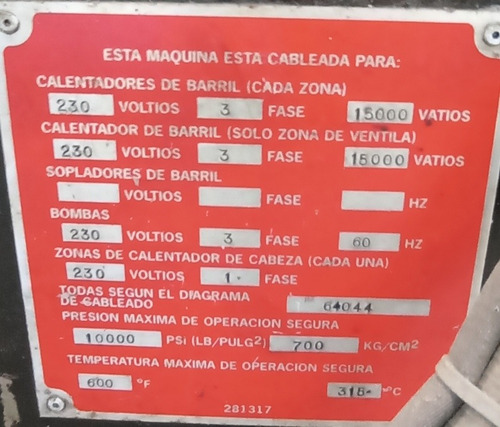 ESTA MAQUINA ESTA CABLEADA PARA:
CALENTADORES DE BARRIL (CADA ZONA)
230 VOLTIOS 3 FASE 15000 VATIOS
CALENTADOR DE BARRIL (SOLO ZONA DE VENTILA)
230 VOLTIOS 3 FASE 15000 VATIOS
SOPLADORES DE BARRIL
VOLTIOS FASE HZ
BOMBAS
230 VOLTIOS 3 FASE 60 HZ
ZONAS DE CALENTADOR DE CABEZA (CADA UNA)
230 VOLTIOS 1 FASE
TODAS SEGUN EL DIAGRAMA
DE CABLEADO 64044
PRESION MAXIMA DE OPERACION SEGURA
10000 PSI (LB/PULG²) 700 KG/CM²
TEMPERATURA MAXIMA DE OPERACION SEGURA
600 °F 318 °C
281317